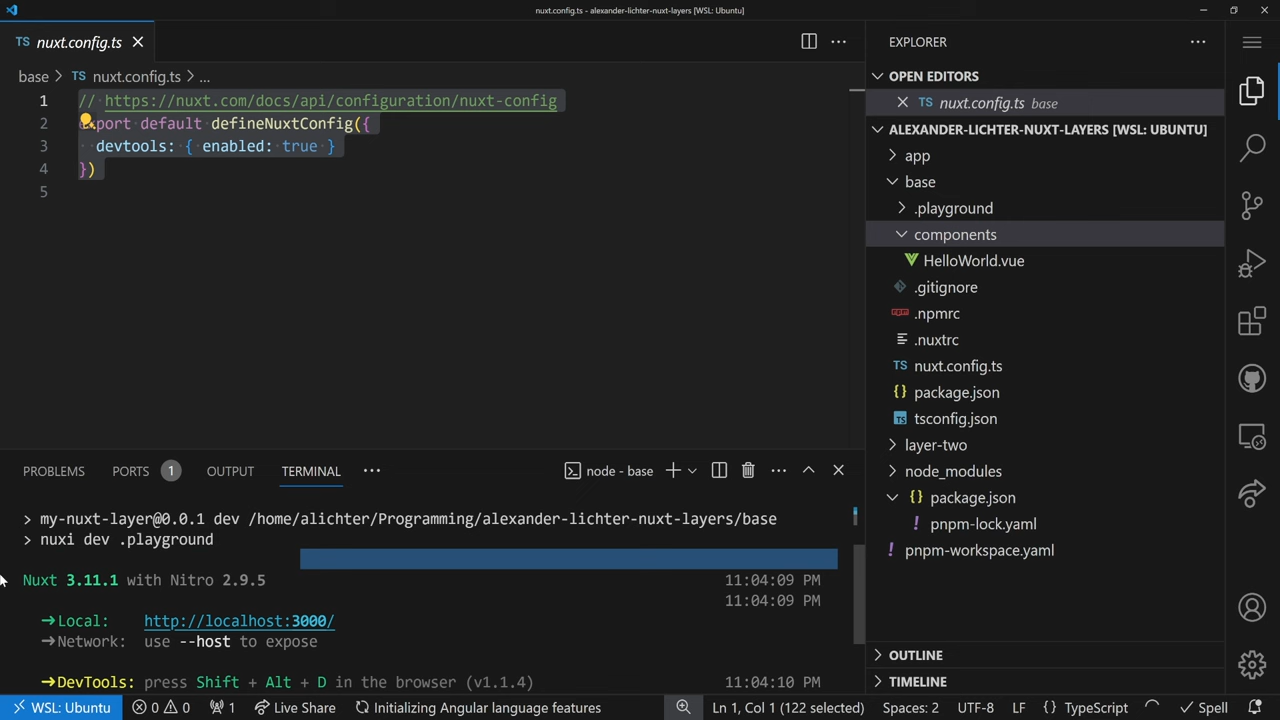 nuxt.config.ts - alexander-lichter-nuxt-layers [WSL: Ubuntu]
TS nuxt.config.ts
base > TS nuxt.config.ts > ...
1 // https://nuxt.com/docs/api/configuration/nuxt-config
2 port default defineNuxtConfig({
3 devtools: { enabled: true }
4 })
5
PROBLEMS PORTS 1 OUTPUT TERMINAL ... node - base
> my-nuxt-layer@0.0.1 dev /home/alichter/Programming/alexander-lichter-nuxt-layers/base
> nuxi dev .playground
Nuxt 3.11.1 with Nitro 2.9.5 11:04:09 PM
11:04:09 PM
➜Local: http://localhost:3000/
➜Network: use --host to expose
➜DevTools: press Shift + Alt + D in the browser (v1.1.4) 11:04:10 PM
EXPLORER
OPEN EDITORS
TS nuxt.config.ts base
ALEXANDER-LICHTER-NUXT-LAYERS [WSL: UBUNTU]
app
base
.playground
components
HelloWorld.vue
.gitignore
.npmrc
.nuxtrc
TS nuxt.config.ts
{} package.json
TS tsconfig.json
layer-two
node_modules
{} package.json
! pnpm-lock.yaml
! pnpm-workspace.yaml
OUTLINE
TIMELINE
WSL: Ubuntu 0 0 1 Live Share Initializing Angular language features Ln 1, Col 1 (122 selected) Spaces: 2 UTF-8 LF {} TypeScript Spell